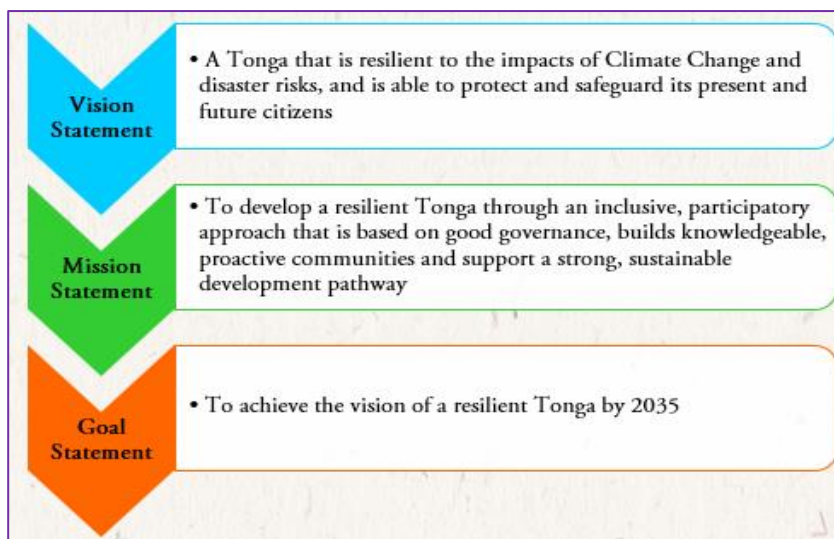 Vision
Statement
• A Tonga that is resilient to the impacts of Climate Change and
disaster risks, and is able to protect and safeguard its present and
future citizens
Mission
Statement
• To develop a resilient Tonga through an inclusive, participatory
approach that is based on good governance, builds knowledgeable,
proactive communities and support a strong, sustainable
development pathway
Goal
Statement
• To achieve the vision of a resilient Tonga by 2035